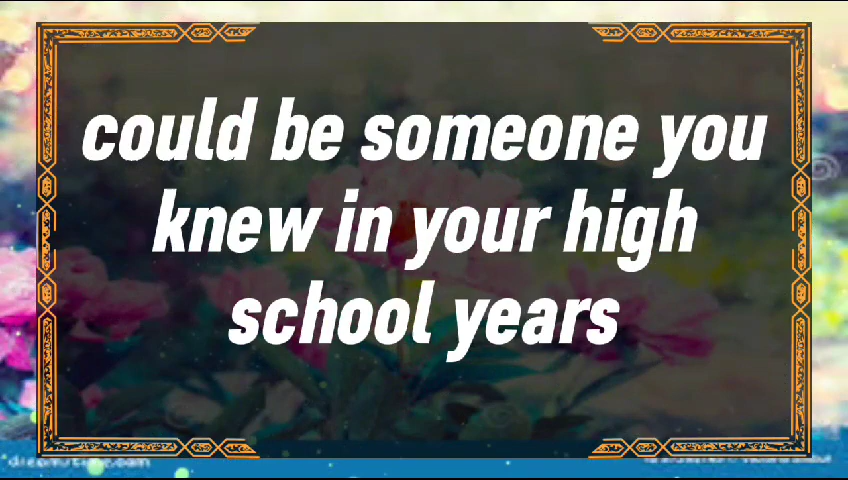 could be someone you
knew in your high
school years